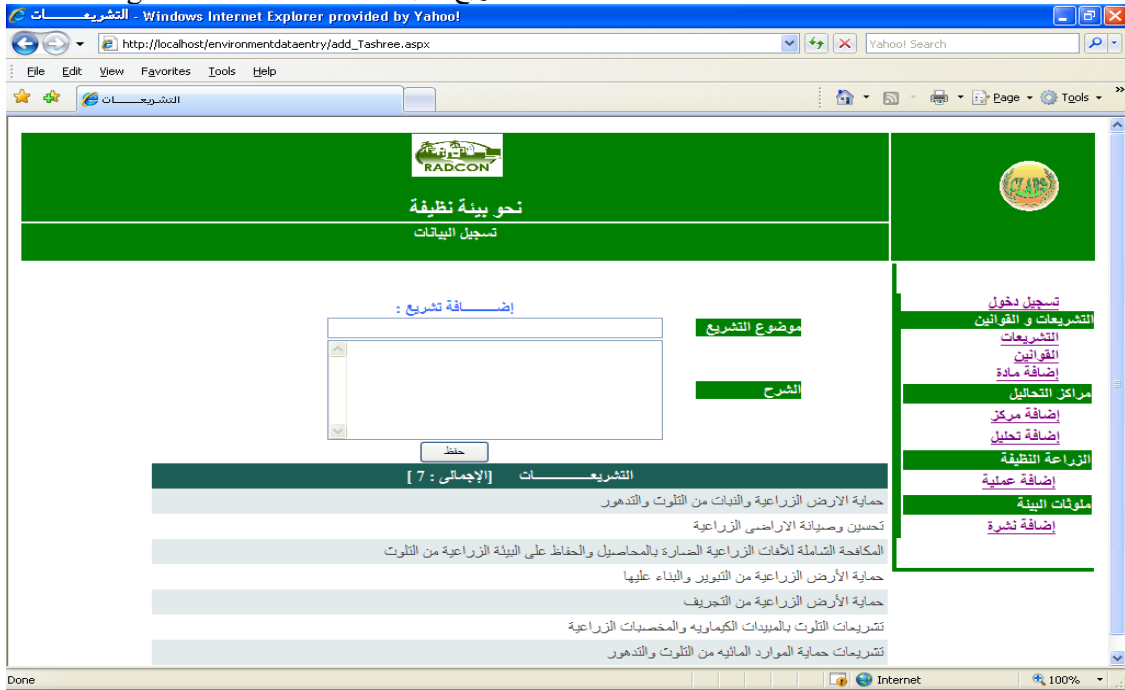 التشريعـــــــــات - Windows Internet Explorer provided by Yahoo!
http://localhost/environmentdataentry/add_Tashree.aspx
Yahoo! Search
File Edit View Favorites Tools Help
التشريعـــــــــات
Page Tools
RADCON
CLAES
نحو بيئة نظيفة
تسجيل البيانات
تسجيل دخول
التشريعات و القوانين
التشريعات
القوانين
إضافة مادة
مراكز التحاليل
إضافة مركز
إضافة تحليل
الزراعة النظيفة
إضافة عملية
ملوثات البيئة
إضافة نشرة
إضـــــــــافة تشريع :
موضوع التشريع
الشرح
حفظ
التشريعـــــــــــات [الإجمالى : 7 ]
حماية الارض الزراعية والنبات من التلوث والتدهور
تحسين وصيانة الاراضى الزراعية
المكافحة الشاملة للآفات الزراعية الضارة بالمحاصيل والحفاظ على البيئة الزراعية من التلوث
حماية الأرض الزراعية من التبوير والبناء عليها
حماية الأرض الزراعية من التجريف
تشريعات التلوث بالمبيدات الكيماويه والمخصبات الزراعية
تشريعات حماية الموارد المائيه من التلوث والتدهور
Done
Internet
100%